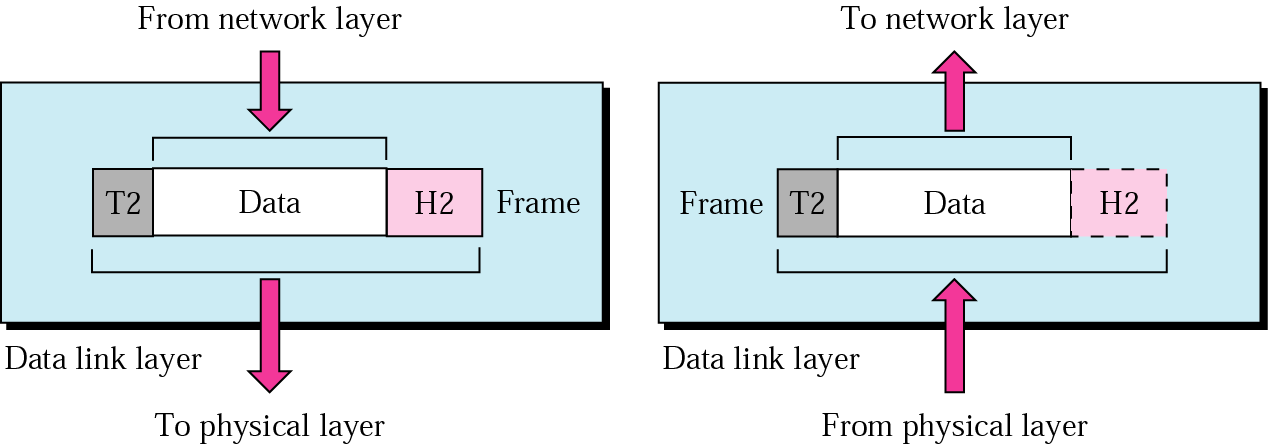 From network layer
T2
Data
H2
Frame
Data link layer
To physical layer
To network layer
Frame
T2
Data
H2
Data link layer
From physical layer